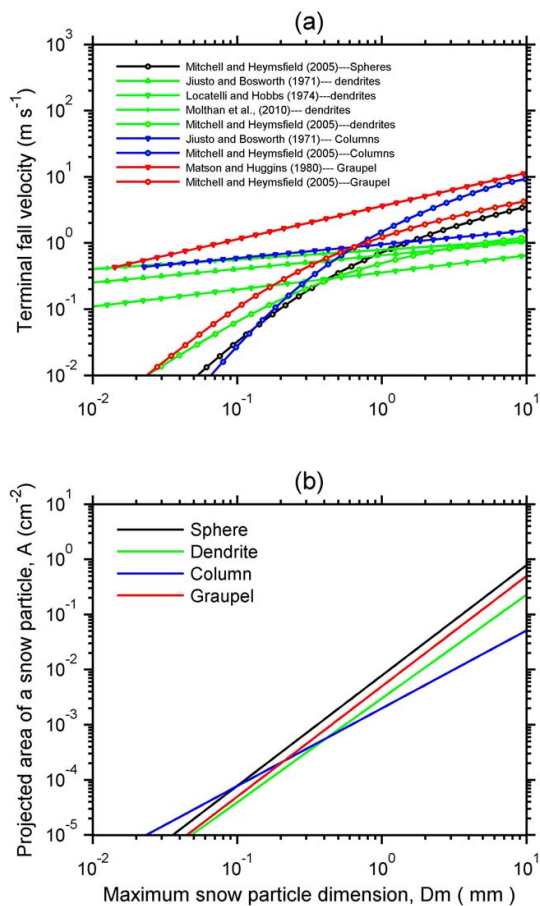 (a)
10^3
10^2
10^1
10^0
10^-1
10^-2
Terminal fall velocity (m s^-1)
Mitchell and Heymsfield (2005)---Spheres
Jiusto and Bosworth (1971)--- dendrites
Locatelli and Hobbs (1974)---dendrites
Molthan et al., (2010)--- dendrites
Mitchell and Heymsfield (2005)---dendrites
Jiusto and Bosworth (1971)--- Columns
Mitchell and Heymsfield (2005)---Columns
Matson and Huggins (1980)--- Graupel
Mitchell and Heymsfield (2005)---Graupel
10^-2 10^-1 10^0 10^1
(b)
10^1
10^0
10^-1
10^-2
10^-3
10^-4
10^-5
Projected area of a snow particle, A (cm^-2)
Sphere
Dendrite
Column
Graupel
10^-2 10^-1 10^0 10^1
Maximum snow particle dimension, Dm ( mm )